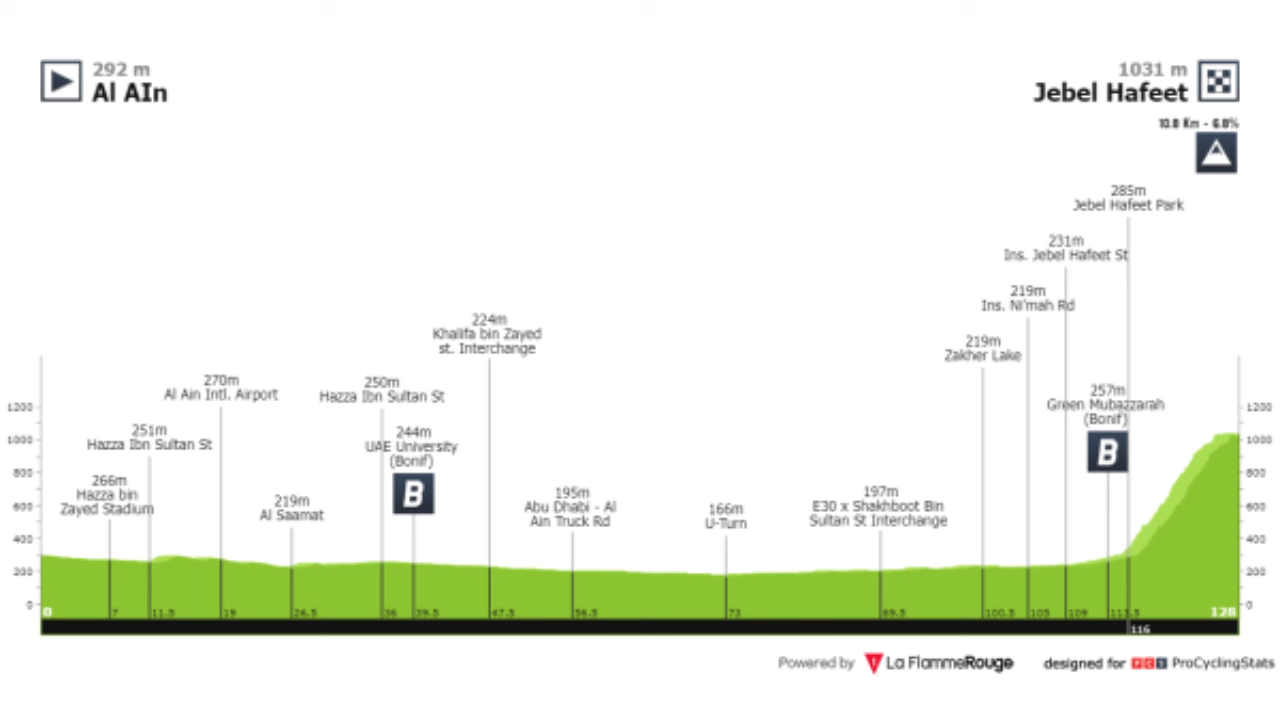 292 m
Al AIn
1031 m
Jebel Hafeet
10.8 Km - 6.8%
285m
Jebel Hafeet Park
231m
Ins. Jebel Hafeet St
219m
Ins. Ni'mah Rd
219m
Zakher Lake
257m
Green Mubazzarah
(Bonif)
B
224m
Khalifa bin Zayed
st. Interchange
270m
Al Ain Intl. Airport
250m
Hazza Ibn Sultan St
251m
Hazza Ibn Sultan St
244m
UAE University
(Bonif)
B
266m
Hazza bin
Zayed Stadium
219m
Al Saamat
195m
Abu Dhabi - Al
Ain Truck Rd
166m
U-Turn
197m
E30 x Shakhboot Bin
Sultan St Interchange
1200
1000
800
600
400
200
0
1200
1000
800
600
400
200
0
0 7 11.5 19 26.5 36 39.5 47.5 56.5 73 89.5 100.5 105 109 113.5 128
116
Powered by La FlammeRouge designed for PCS ProCyclingStats